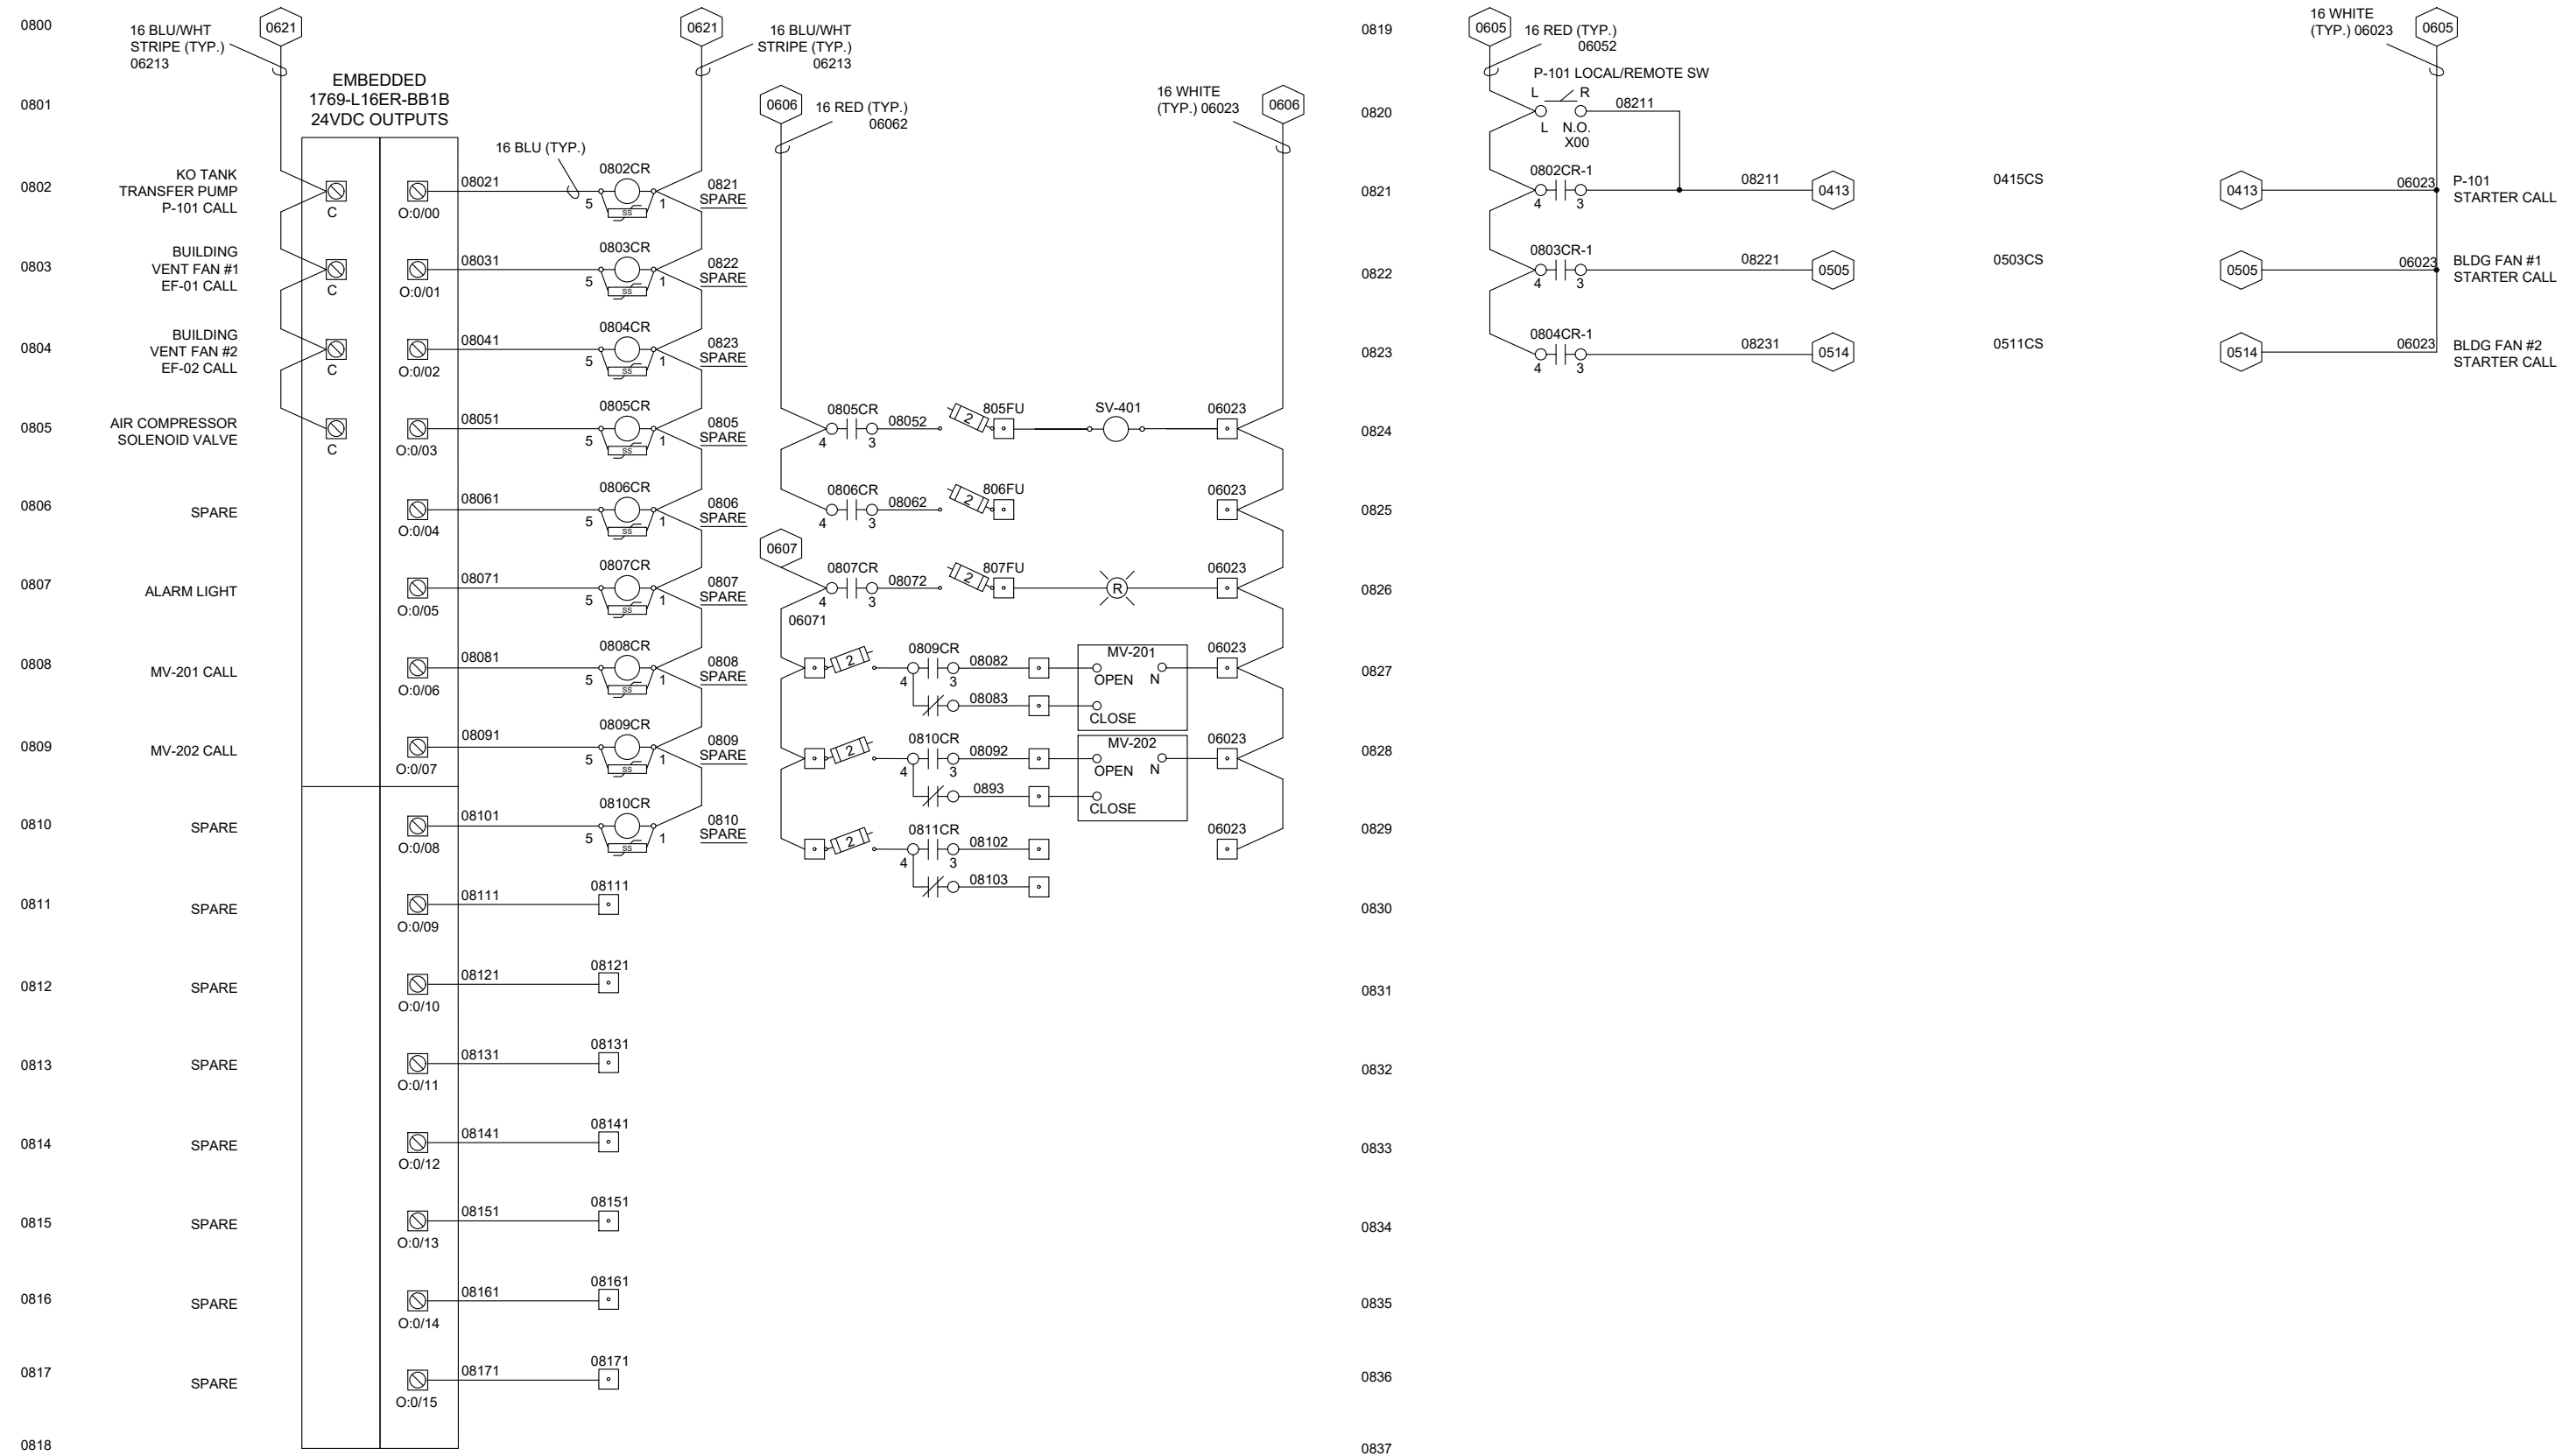 0800
16 BLU/WHT
STRIPE (TYP.)
06213
0621
0621
16 BLU/WHT
STRIPE (TYP.)
06213
EMBEDDED
1769-L16ER-BB1B
24VDC OUTPUTS
0801
0606
16 RED (TYP.)
06062
16 WHITE
(TYP.) 06023
0606
16 BLU (TYP.)
0802
KO TANK
TRANSFER PUMP
P-101 CALL
C
O:0/00
08021
0802CR
5
SS
1
0821
SPARE
0803
BUILDING
VENT FAN #1
EF-01 CALL
C
O:0/01
08031
0803CR
5
SS
1
0822
SPARE
0804
BUILDING
VENT FAN #2
EF-02 CALL
C
O:0/02
08041
0804CR
5
SS
1
0823
SPARE
0805
AIR COMPRESSOR
SOLENOID VALVE
C
O:0/03
08051
0805CR
5
SS
1
0805
SPARE
0805CR
4
3
08052
2
805FU
SV-401
06023
0806
SPARE
O:0/04
08061
0806CR
5
SS
1
0806
SPARE
0806CR
4
3
08062
2
806FU
06023
0607
0807
ALARM LIGHT
O:0/05
08071
0807CR
5
SS
1
0807
SPARE
0807CR
4
3
08072
2
807FU
R
06023
06071
0808
MV-201 CALL
O:0/06
08081
0808CR
5
SS
1
0808
SPARE
2
0809CR
4
3
08082
08083
MV-201
OPEN N
CLOSE
06023
0809
MV-202 CALL
O:0/07
08091
0809CR
5
SS
1
0809
SPARE
2
0810CR
4
3
08092
0893
MV-202
OPEN N
CLOSE
06023
0810
SPARE
O:0/08
08101
0810CR
5
SS
1
0810
SPARE
2
0811CR
4
3
08102
08103
06023
0811
SPARE
O:0/09
08111
08111
0812
SPARE
O:0/10
08121
08121
0813
SPARE
O:0/11
08131
08131
0814
SPARE
O:0/12
08141
08141
0815
SPARE
O:0/13
08151
08151
0816
SPARE
O:0/14
08161
08161
0817
SPARE
O:0/15
08171
08171
0818
0819
0605
16 RED (TYP.)
06052
16 WHITE
(TYP.) 06023
0605
P-101 LOCAL/REMOTE SW
0820
L R
08211
L N.O.
X00
0821
0802CR-1
4 3
08211
0413
0415CS
0413
06023
P-101
STARTER CALL
0822
0803CR-1
4 3
08221
0505
0503CS
0505
06023
BLDG FAN #1
STARTER CALL
0823
0804CR-1
4 3
08231
0514
0511CS
0514
06023
BLDG FAN #2
STARTER CALL
0824
0825
0826
0827
0828
0829
0830
0831
0832
0833
0834
0835
0836
0837